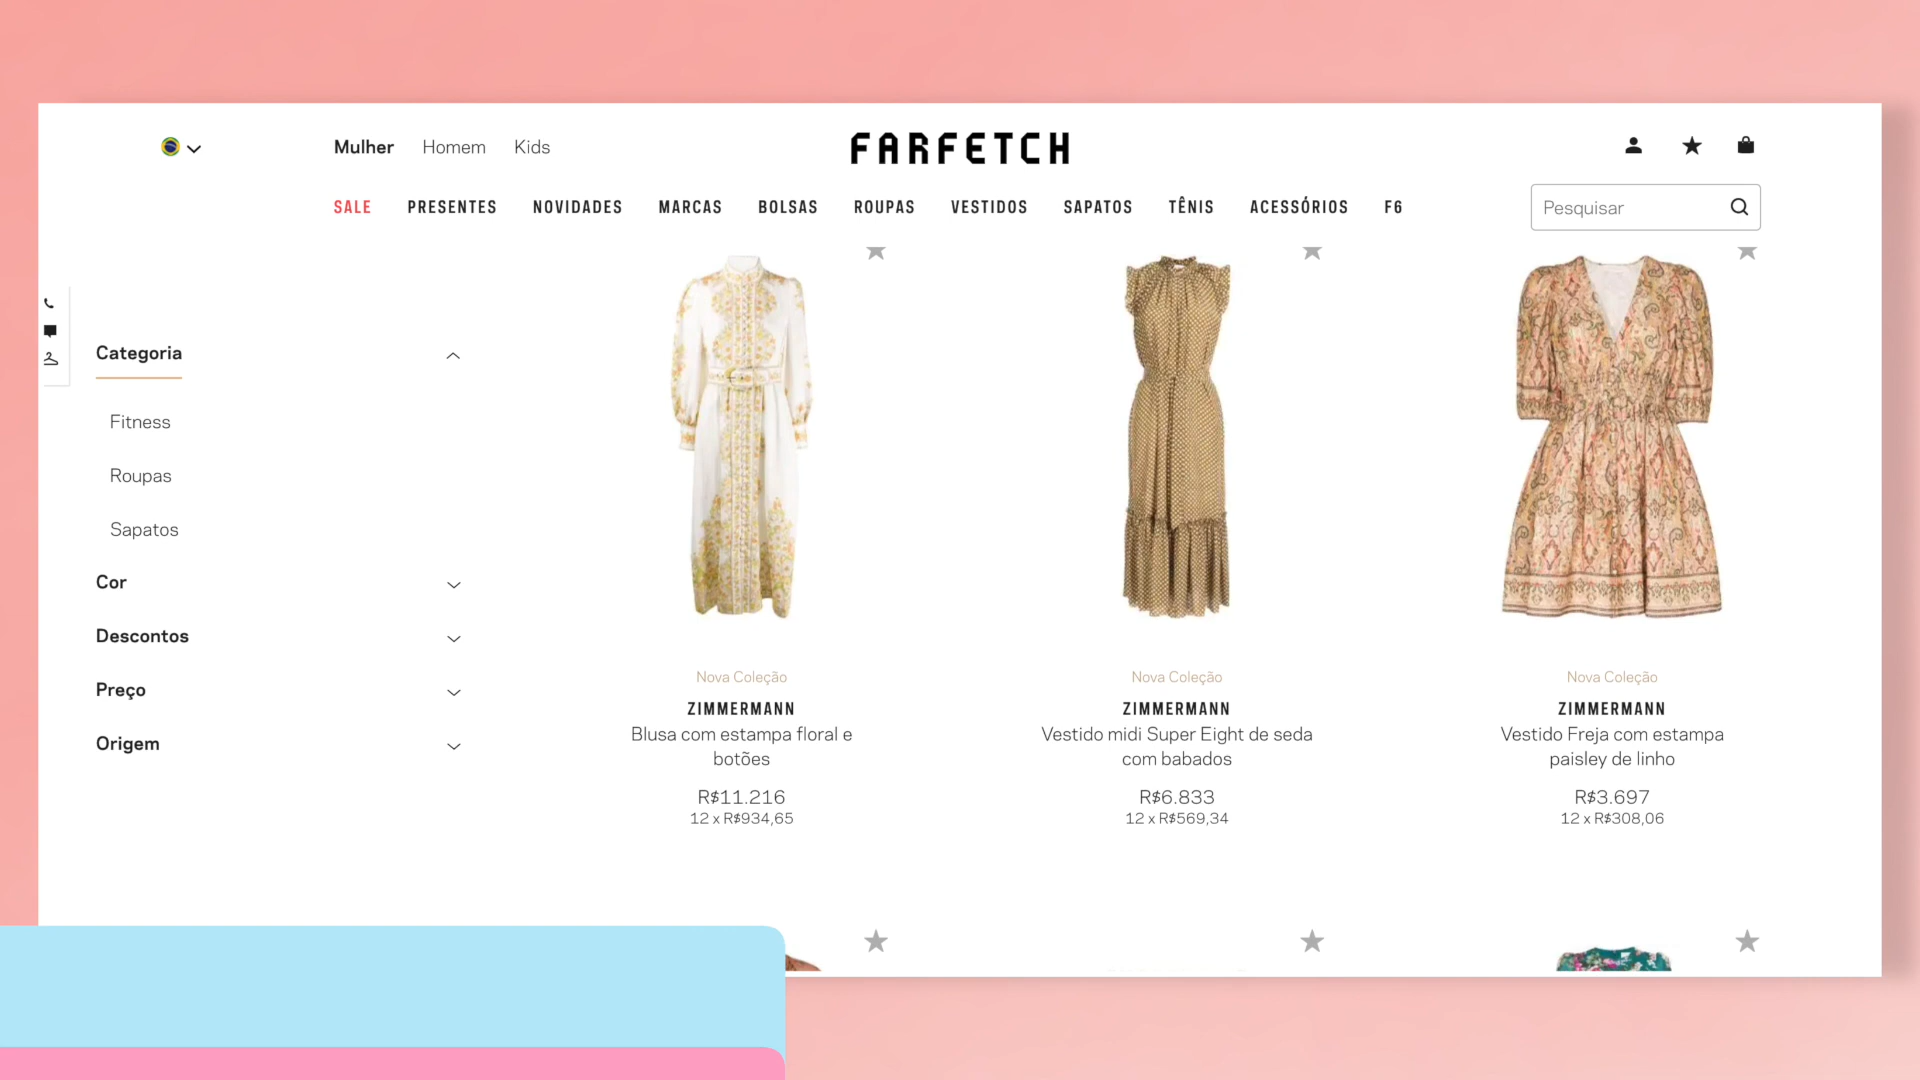 Mulher Homem Kids
FARFETCH
SALE PRESENTES NOVIDADES MARCAS BOLSAS ROUPAS VESTIDOS SAPATOS TÊNIS ACESSÓRIOS F6
Pesquisar
Categoria
Fitness
Roupas
Sapatos
Cor
Descontos
Preço
Origem
Nova Coleção
ZIMMERMANN
Blusa com estampa floral e
botões
R$11.216
12 x R$934,65
Nova Coleção
ZIMMERMANN
Vestido midi Super Eight de seda
com babados
R$6.833
12 x R$569,34
Nova Coleção
ZIMMERMANN
Vestido Freja com estampa
paisley de linho
R$3.697
12 x R$308,06